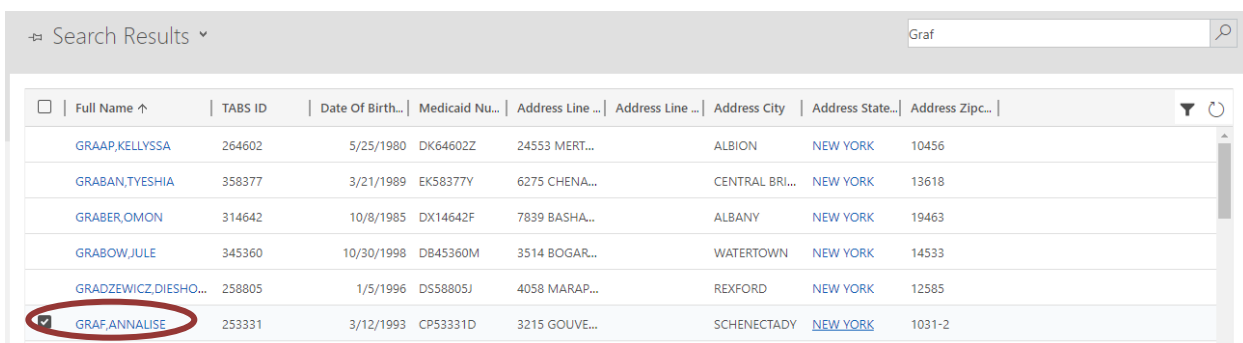 Search Results
Graf
Full Name ↑ TABS ID Date Of Birth... Medicaid Nu... Address Line ... Address Line ... Address City Address State... Address Zipc...
GRAAP,KELLYSSA 264602 5/25/1980 DK64602Z 24553 MERT... ALBION NEW YORK 10456
GRABAN,TYESHIA 358377 3/21/1989 EK58377Y 6275 CHENA... CENTRAL BRI... NEW YORK 13618
GRABER,OMON 314642 10/8/1985 DX14642F 7839 BASHA... ALBANY NEW YORK 19463
GRABOW,JULE 345360 10/30/1998 DB45360M 3514 BOGAR... WATERTOWN NEW YORK 14533
GRADZEWICZ,DIESHO... 258805 1/5/1996 DS58805J 4058 MARAP... REXFORD NEW YORK 12585
GRAF,ANNALISE 253331 3/12/1993 CP53331D 3215 GOUVE... SCHENECTADY NEW YORK 1031-2